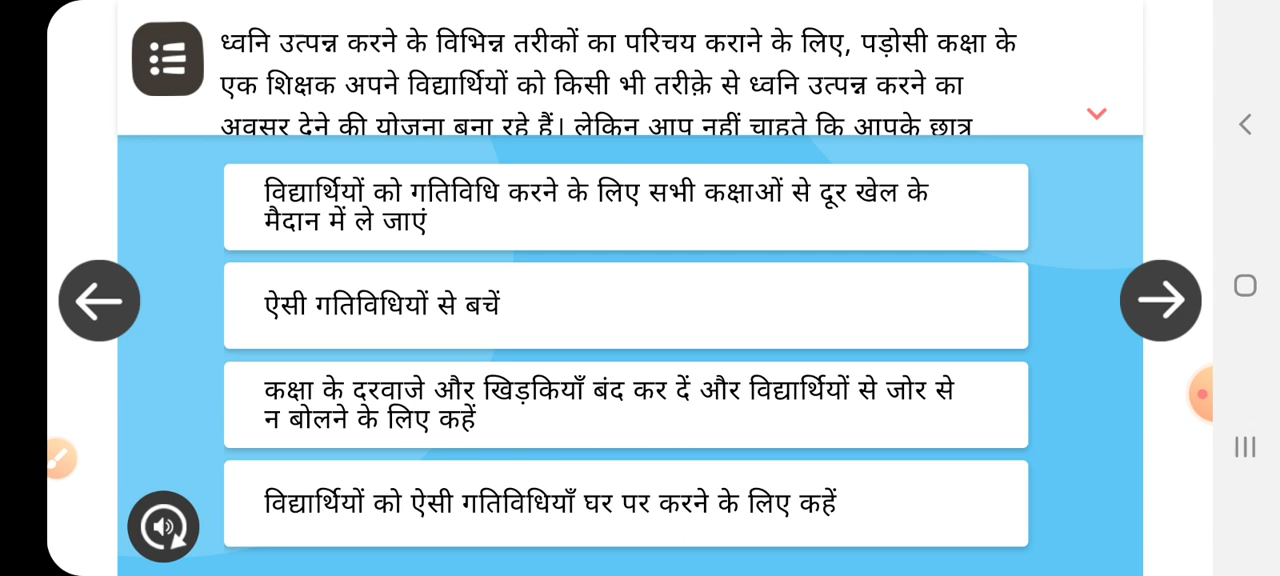 ध्वनि उत्पन्न करने के विभिन्न तरीकों का परिचय कराने के लिए, पड़ोसी कक्षा के
एक शिक्षक अपने विद्यार्थियों को किसी भी तरीक़े से ध्वनि उत्पन्न करने का
अवसर देने की योजना बना रहे हैं। लेकिन आप नहीं चाहते कि आपके छात्र
विद्यार्थियों को गतिविधि करने के लिए सभी कक्षाओं से दूर खेल के
मैदान में ले जाएं
ऐसी गतिविधियों से बचें
कक्षा के दरवाजे और खिड़कियाँ बंद कर दें और विद्यार्थियों से जोर से
न बोलने के लिए कहें
विद्यार्थियों को ऐसी गतिविधियाँ घर पर करने के लिए कहें